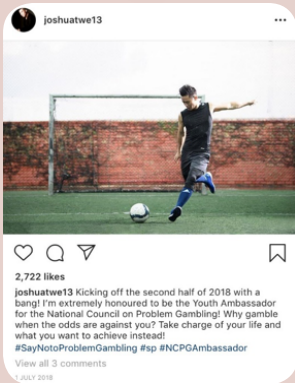 joshuatwe13
2,722 likes
joshuatwe13 Kicking off the second half of 2018 with a
bang! I'm extremely honoured to be the Youth Ambassador
for the National Council on Problem Gambling! Why gamble
when the odds are against you? Take charge of your life and
what you want to achieve instead!
#SayNotoProblemGambling #sp #NCPGAmbassador
View all 3 comments
1 JULY 2018